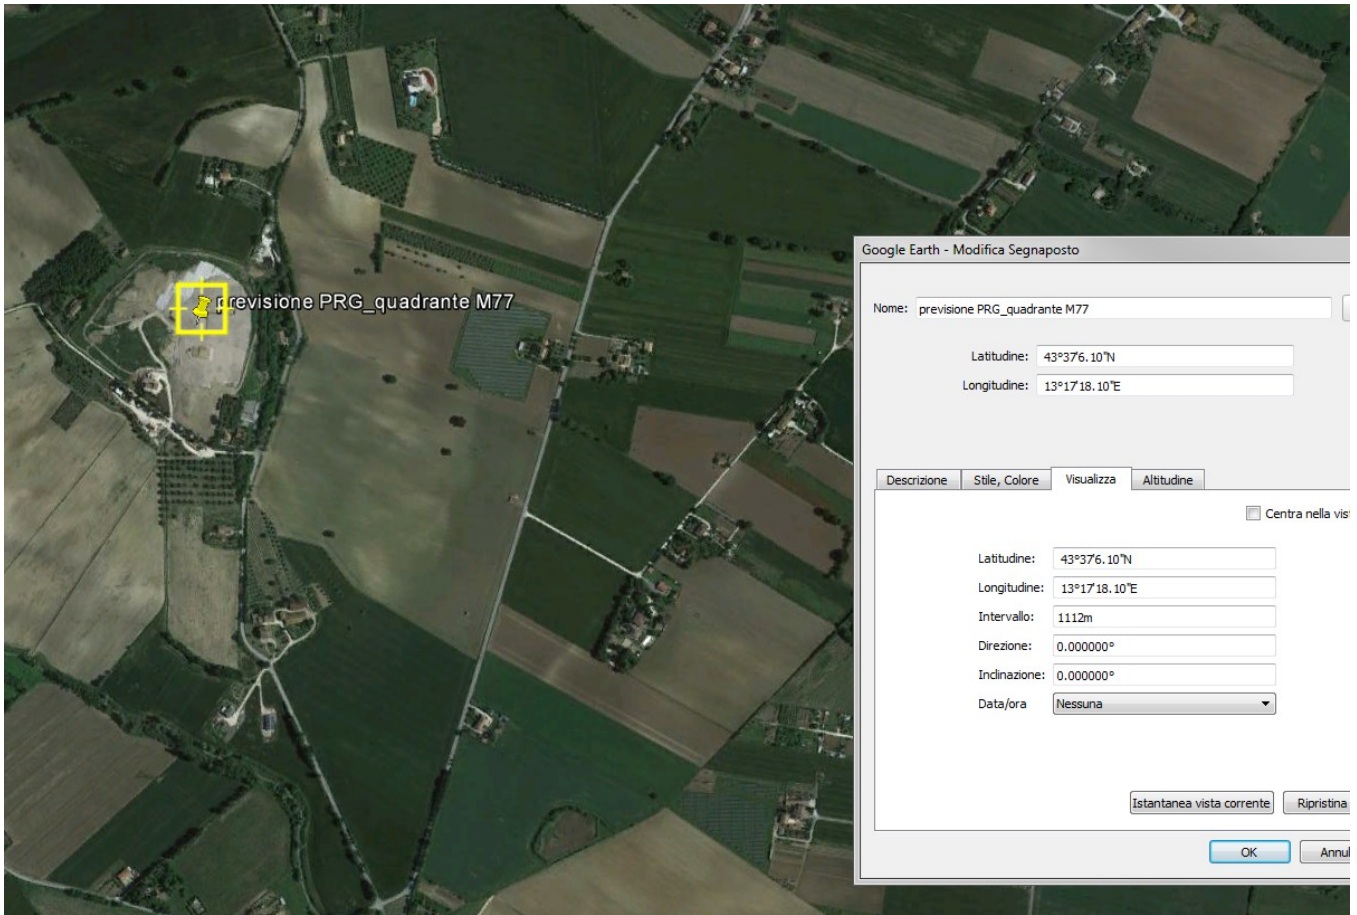 previsione PRG_quadrante M77
Google Earth - Modifica Segnaposto
Nome: previsione PRG_quadrante M77
Latitudine: 43°37'6.10"N
Longitudine: 13°17'18.10"E
Descrizione Stile, Colore Visualizza Altitudine
Centra nella vist
Latitudine: 43°37'6.10"N
Longitudine: 13°17'18.10"E
Intervallo: 1112m
Direzione: 0.000000°
Inclinazione: 0.000000°
Data/ora Nessuna
Istantanea vista corrente Ripristina
OK Annul